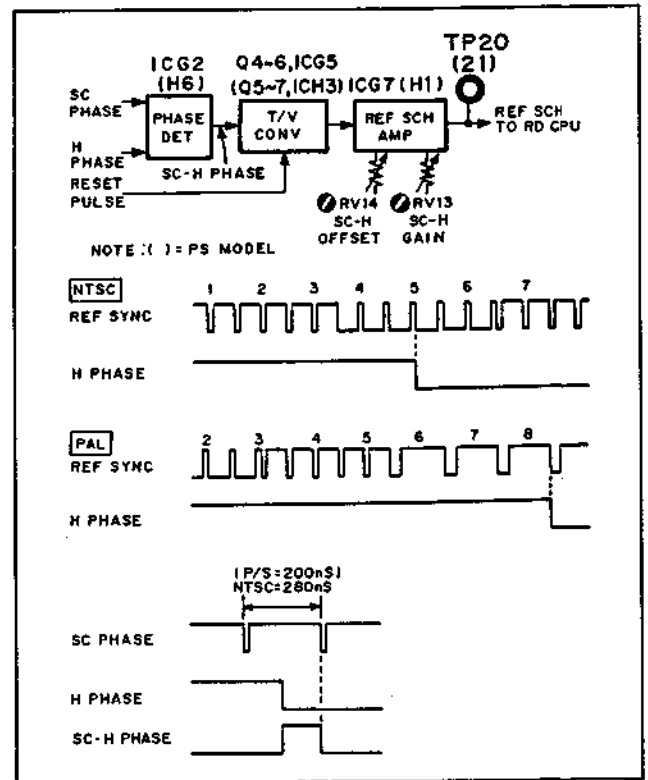 TP20
(21)
ICG2
(H6)
Q4~6,ICG5
(Q5~7,ICH3)
ICG7(H1)
SC
PHASE
H
PHASE
RESET
PULSE
PHASE
DET
SC-H PHASE
T/V
CONV
REF SCH
AMP
REF SCH
TO RD CPU
RV14
SC-H
OFFSET
RV13
SC-H
GAIN
NOTE:( )=PS MODEL
NTSC
1 2 3 4 5 6 7
REF SYNC
H PHASE
PAL
2 3 4 5 6 7 8
REF SYNC
H PHASE
(P/S=200nS)
NTSC=280nS
SC PHASE
H PHASE
SC-H PHASE